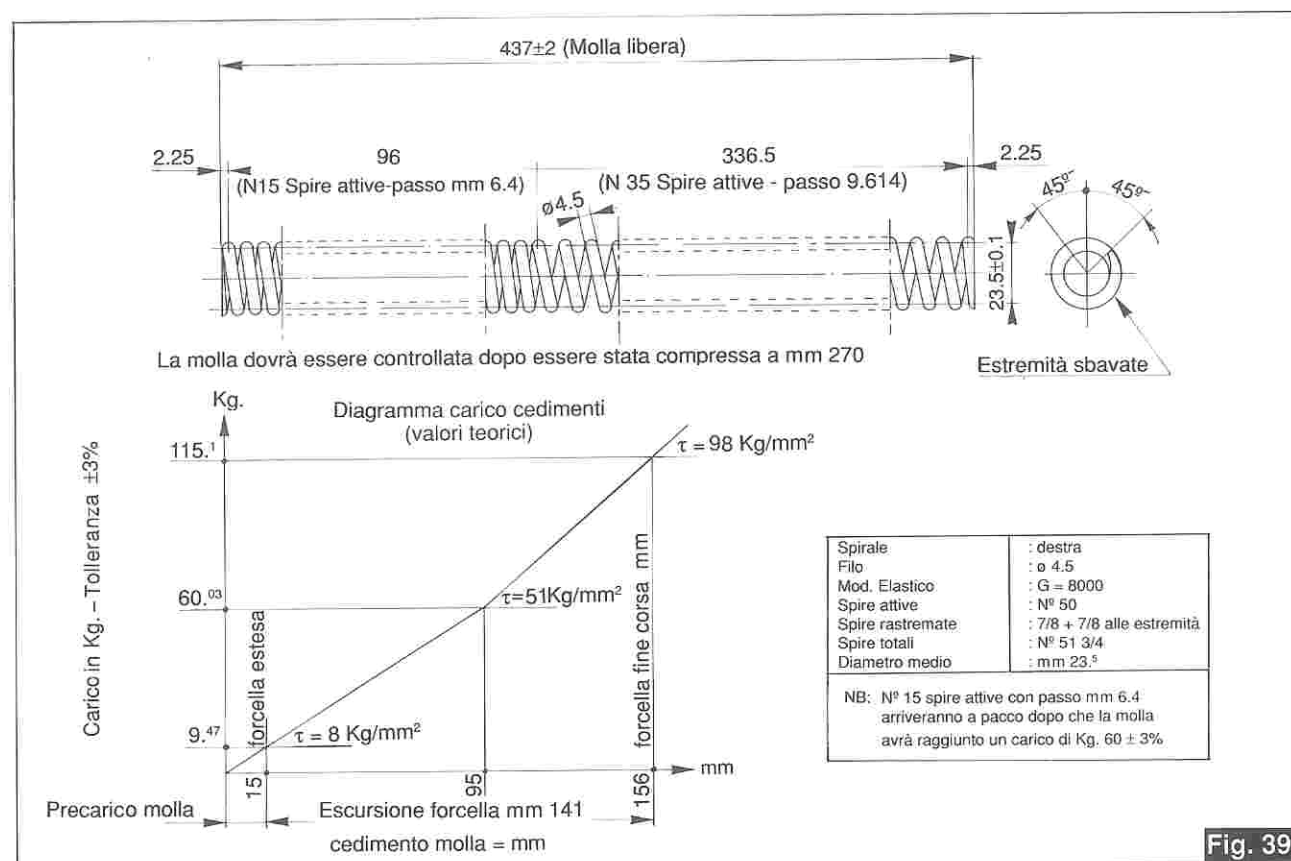 437±2 (Molla libera)
2.25
96
336.5
2.25
(N15 Spire attive-passo mm 6.4)
(N 35 Spire attive - passo 9.614)
ø4.5
45º
45º
23.5±0.1
La molla dovrà essere controllata dopo essere stata compressa a mm 270
Estremità sbavate
Kg.
Diagramma carico cedimenti
(valori teorici)
Carico in Kg. – Tolleranza ±3%
115.¹
τ = 98 Kg/mm²
60.⁰³
τ=51Kg/mm²
9.⁴⁷
τ = 8 Kg/mm²
forcella estesa
forcella fine corsa mm
15
95
156
mm
Precarico molla
Escursione forcella mm 141
cedimento molla = mm
Spirale : destra
Filo : ø 4.5
Mod. Elastico : G = 8000
Spire attive : Nº 50
Spire rastremate : 7/8 + 7/8 alle estremità
Spire totali : Nº 51 3/4
Diametro medio : mm 23.⁵
NB: Nº 15 spire attive con passo mm 6.4
arriveranno a pacco dopo che la molla
avrà raggiunto un carico di Kg. 60 ± 3%
Fig. 39